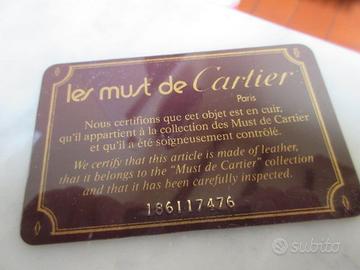 les must de Cartier
Paris
Nous certifions que cet objet est en cuir,
qu'il appartient à la collection des Must de Cartier
et qu'il a été soigneusement contrôlé.
We certify that this article is made of leather,
that it belongs to the "Must de Cartier" collection
and that it has been carefully inspected.
186117476
subito